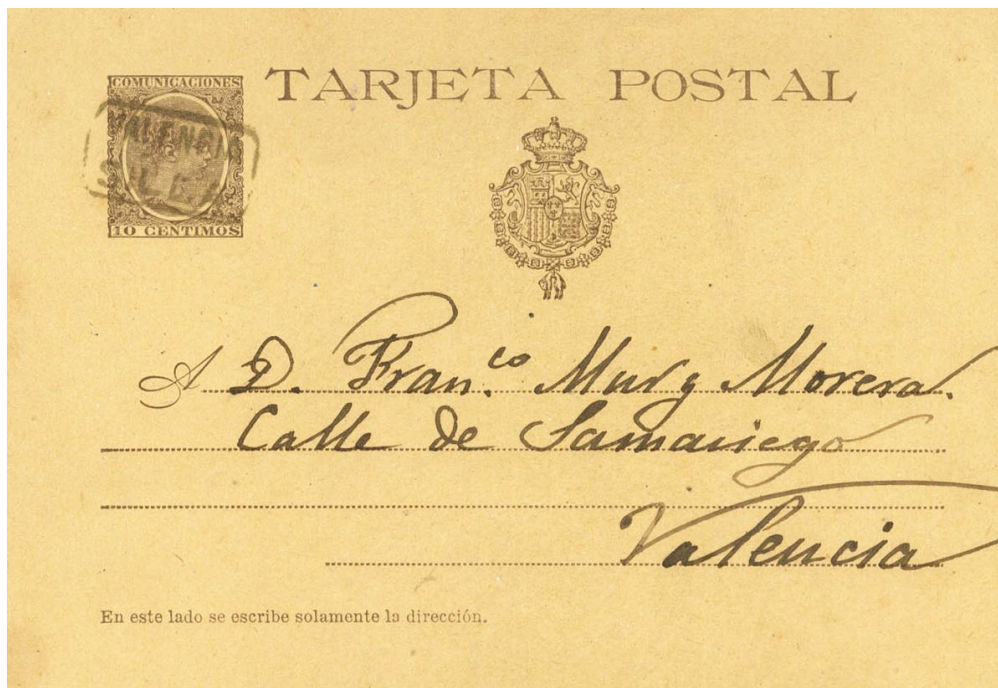 COMUNICACIONES
TARJETA POSTAL
10 CENTIMOS
A D. Fran.co Mur y Morera.
Calle de Samaniego
Valencia
En este lado se escribe solamente la dirección.